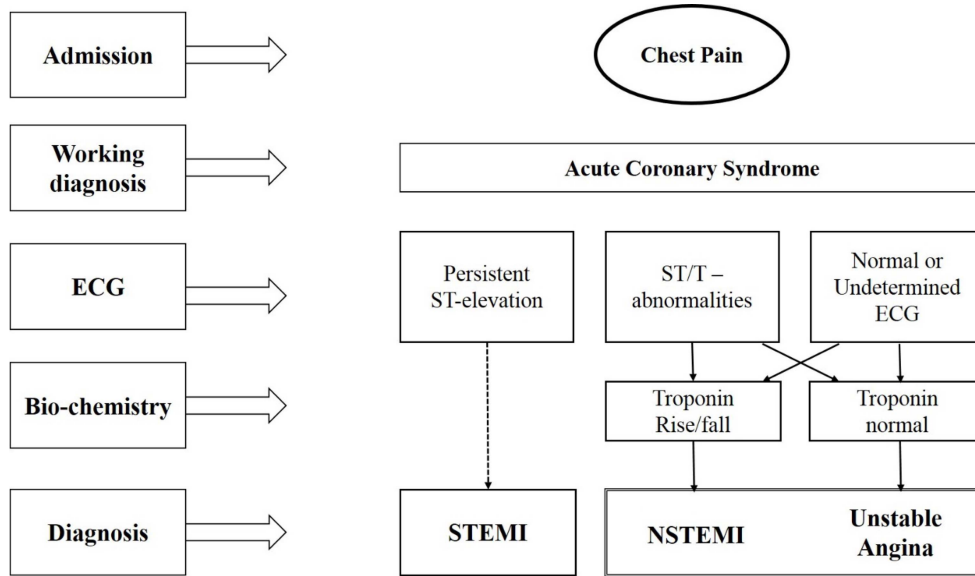 Admission
Chest Pain
Working
diagnosis
Acute Coronary Syndrome
ECG
Persistent
ST-elevation
ST/T –
abnormalities
Normal or
Undetermined
ECG
Bio-chemistry
Troponin
Rise/fall
Troponin
normal
Diagnosis
STEMI
NSTEMI
Unstable
Angina